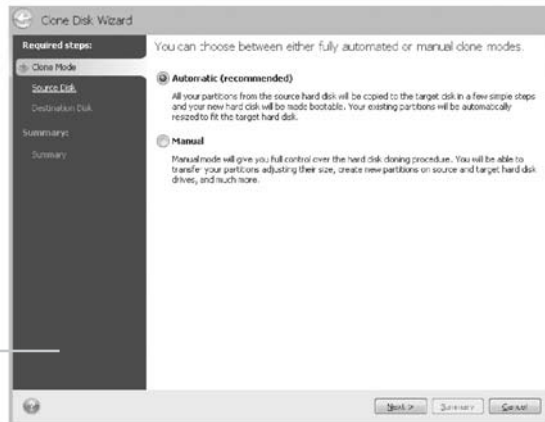 Clone Disk Wizard
Required steps:
Clone Mode
Source Disk
Destination Disk
Summary:
Summary
You can choose between either fully automated or manual clone modes.
Automatic (recommended)
All your partitions from the source hard disk will be copied to the target disk in a few simple steps
and your new hard disk will be made bootable. Your existing partitions will be automatically
resized to fit the target hard disk.
Manual
Manual mode will give you full control over the hard disk cloning procedure. You will be able to
transfer your partitions adjusting their size, create new partitions on source and target hard disk
drives, and much more.
Next >
Summary
Cancel